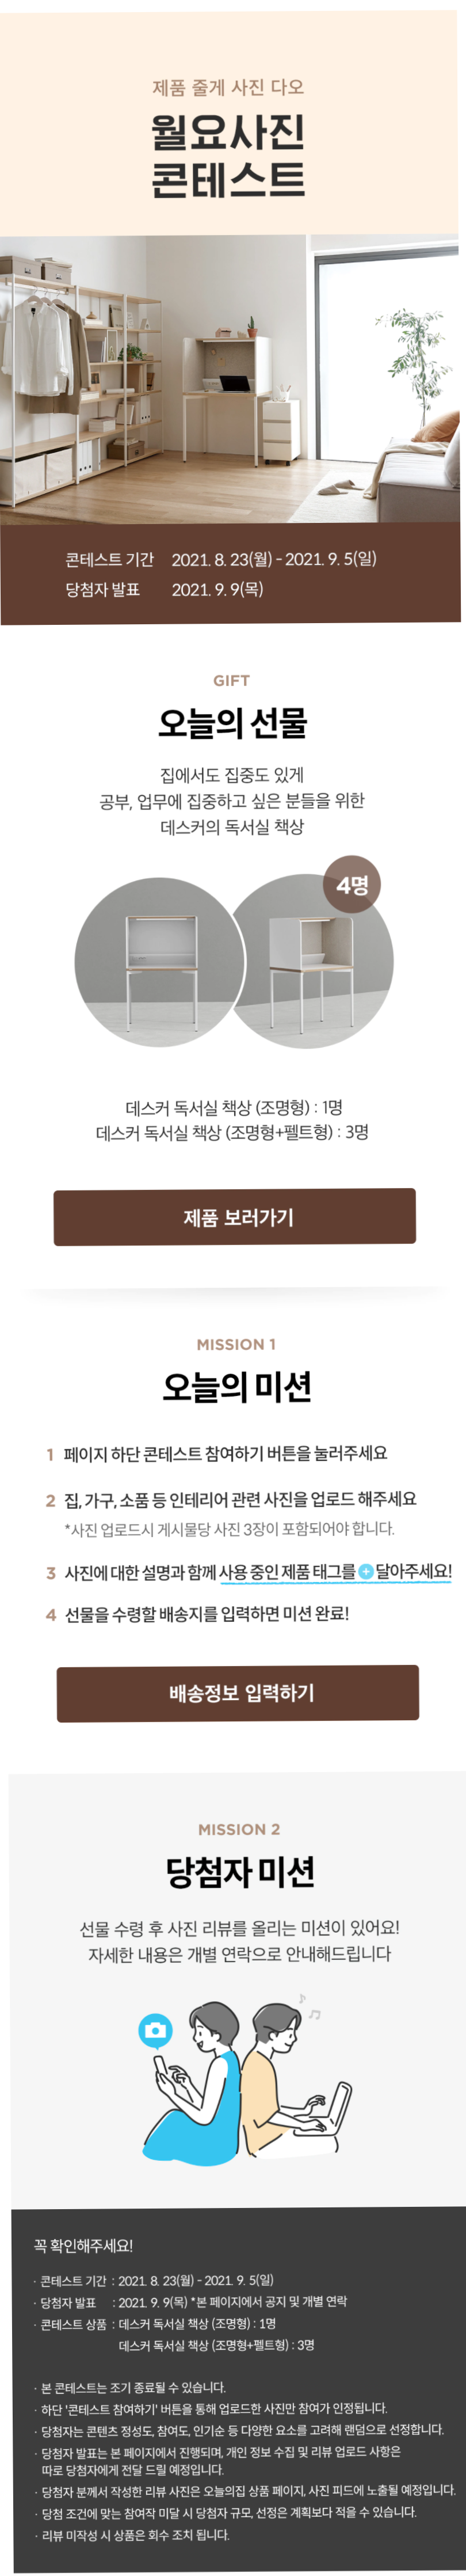 제품 줄게 사진 다오
월요사진
콘테스트
콘테스트 기간 2021. 8. 23(월) - 2021. 9. 5(일)
당첨자 발표 2021. 9. 9(목)
GIFT
오늘의 선물
집에서도 집중도 있게
공부, 업무에 집중하고 싶은 분들을 위한
데스커의 독서실 책상
4명
데스커 독서실 책상 (조명형) : 1명
데스커 독서실 책상 (조명형+펠트형) : 3명
제품 보러가기
MISSION 1
오늘의 미션
1 페이지 하단 콘테스트 참여하기 버튼을 눌러주세요
2 집, 가구, 소품 등 인테리어 관련 사진을 업로드 해주세요
*사진 업로드시 게시물당 사진 3장이 포함되어야 합니다.
3 사진에 대한 설명과 함께 사용 중인 제품 태그를 + 달아주세요!
4 선물을 수령할 배송지를 입력하면 미션 완료!
배송정보 입력하기
MISSION 2
당첨자 미션
선물 수령 후 사진 리뷰를 올리는 미션이 있어요!
자세한 내용은 개별 연락으로 안내해드립니다
꼭 확인해주세요!
· 콘테스트 기간 : 2021. 8. 23(월) - 2021. 9. 5(일)
· 당첨자 발표 : 2021. 9. 9(목) *본 페이지에서 공지 및 개별 연락
· 콘테스트 상품 : 데스커 독서실 책상 (조명형) : 1명
데스커 독서실 책상 (조명형+펠트형) : 3명
· 본 콘테스트는 조기 종료될 수 있습니다.
· 하단 '콘테스트 참여하기' 버튼을 통해 업로드한 사진만 참여가 인정됩니다.
· 당첨자는 콘텐츠 정성도, 참여도, 인기순 등 다양한 요소를 고려해 랜덤으로 선정합니다.
· 당첨자 발표는 본 페이지에서 진행되며, 개인 정보 수집 및 리뷰 업로드 사항은
따로 당첨자에게 전달 드릴 예정입니다.
· 당첨자 분께서 작성한 리뷰 사진은 오늘의집 상품 페이지, 사진 피드에 노출될 예정입니다.
· 당첨 조건에 맞는 참여작 미달 시 당첨자 규모, 선정은 계획보다 적을 수 있습니다.
· 리뷰 미작성 시 상품은 회수 조치 됩니다.